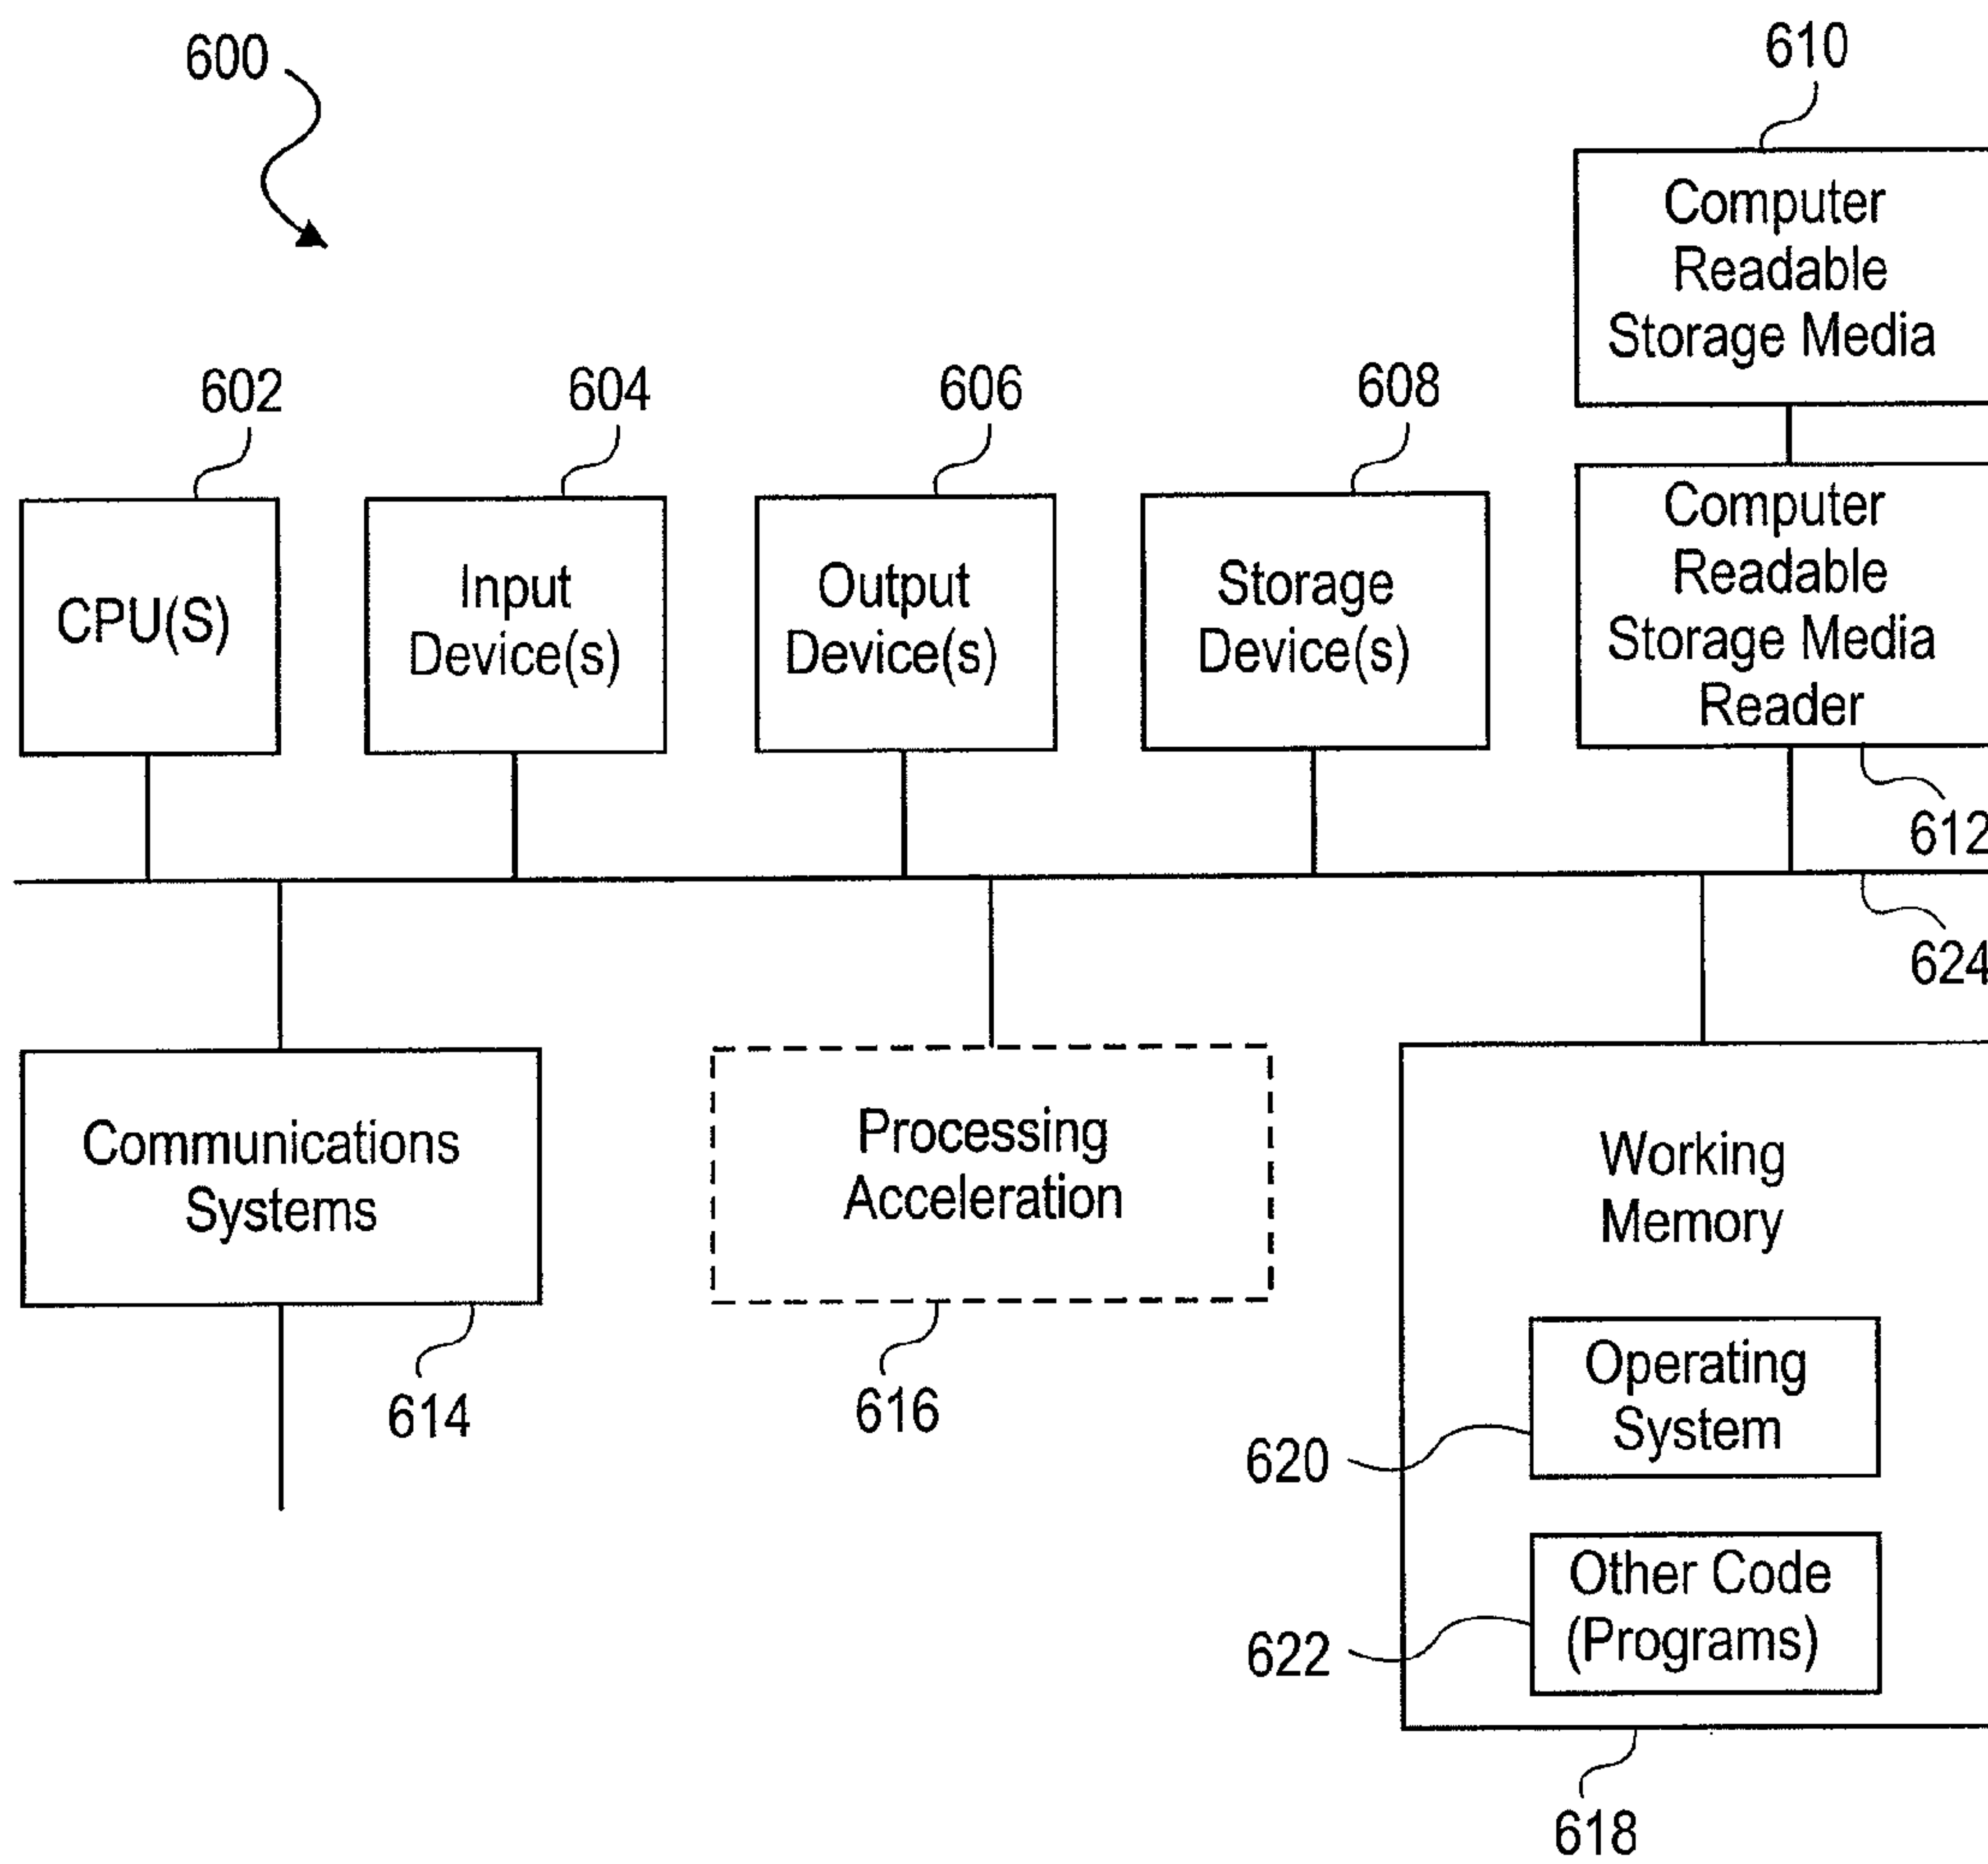 600
610
Computer
Readable
Storage Media
602
604
606
608
CPU(S)
Input
Device(s)
Output
Device(s)
Storage
Device(s)
Computer
Readable
Storage Media
Reader
612
624
Communications
Systems
614
Processing
Acceleration
616
Working
Memory
Operating
System
620
Other Code
(Programs)
622
618